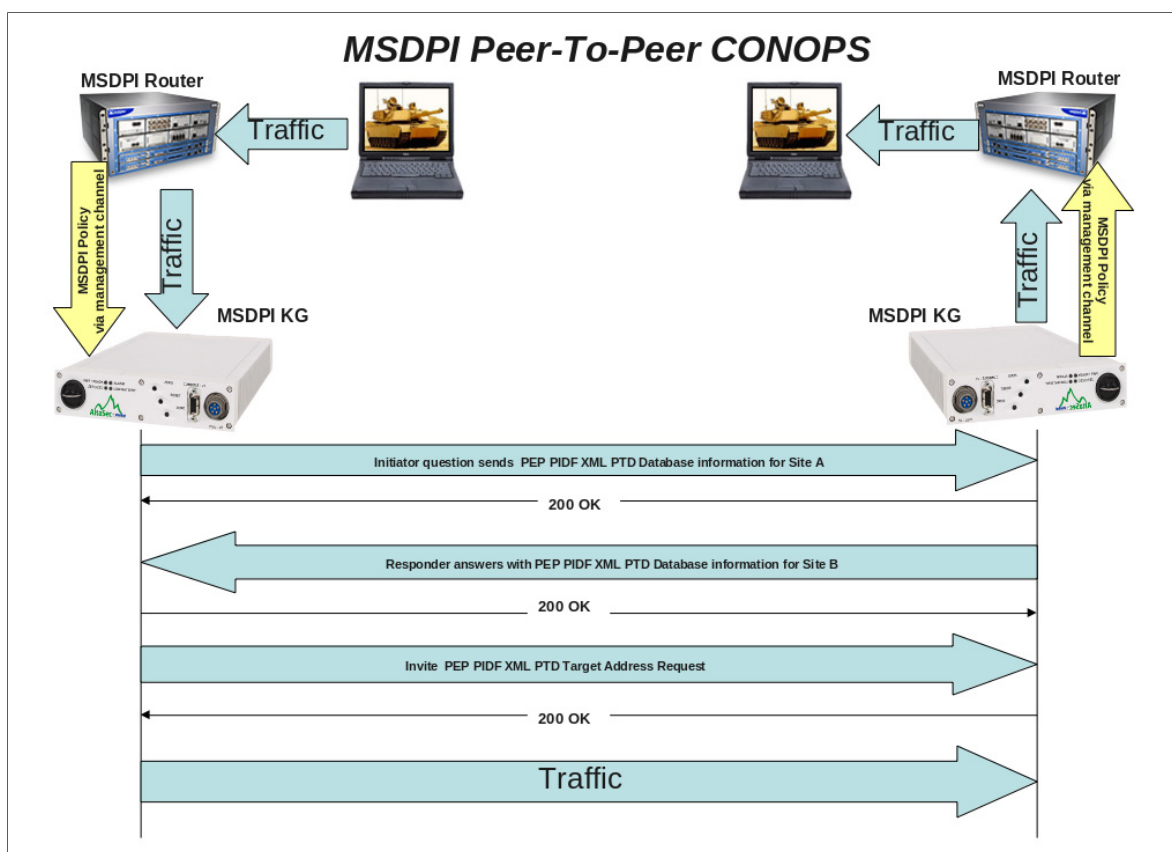 MSDPI Peer-To-Peer CONOPS
MSDPI Router
MSDPI Router
Traffic
Traffic
MSDPI Policy
via management channel
Traffic
Traffic
MSDPI Policy
via management channel
MSDPI KG
MSDPI KG
AltaSec
Initiator question sends PEP PIDF XML PTD Database information for Site A
200 OK
Responder answers with PEP PIDF XML PTD Database information for Site B
200 OK
Invite PEP PIDF XML PTD Target Address Request
200 OK
Traffic